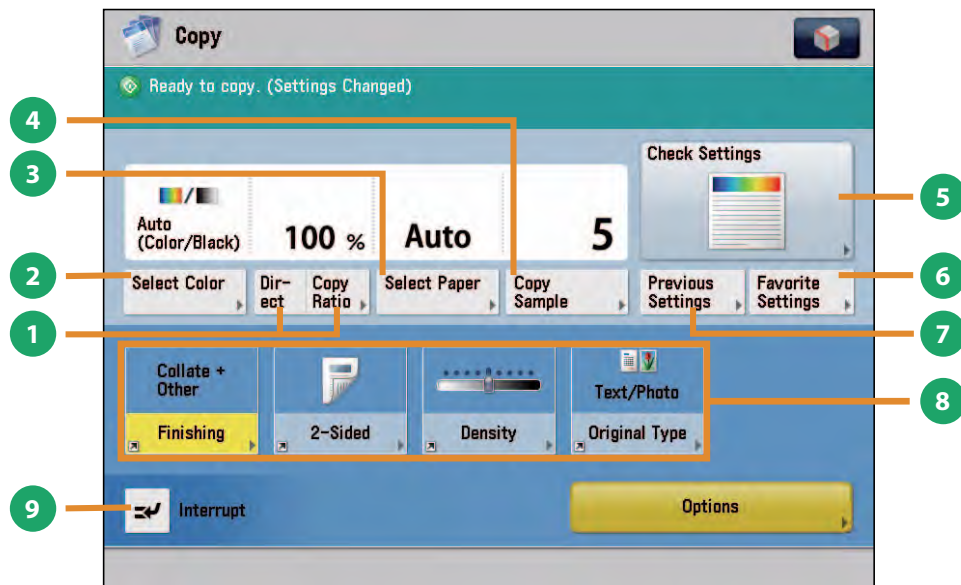 Copy
Ready to copy. (Settings Changed)
4
3
Check Settings
5
Auto
(Color/Black)
100 %
Auto
5
2
Select Color
Dir-
ect
Copy
Ratio
Select Paper
Copy
Sample
Previous
Settings
Favorite
Settings
6
1
7
Collate +
Other
Text/Photo
8
Finishing
2-Sided
Density
Original Type
9
Interrupt
Options